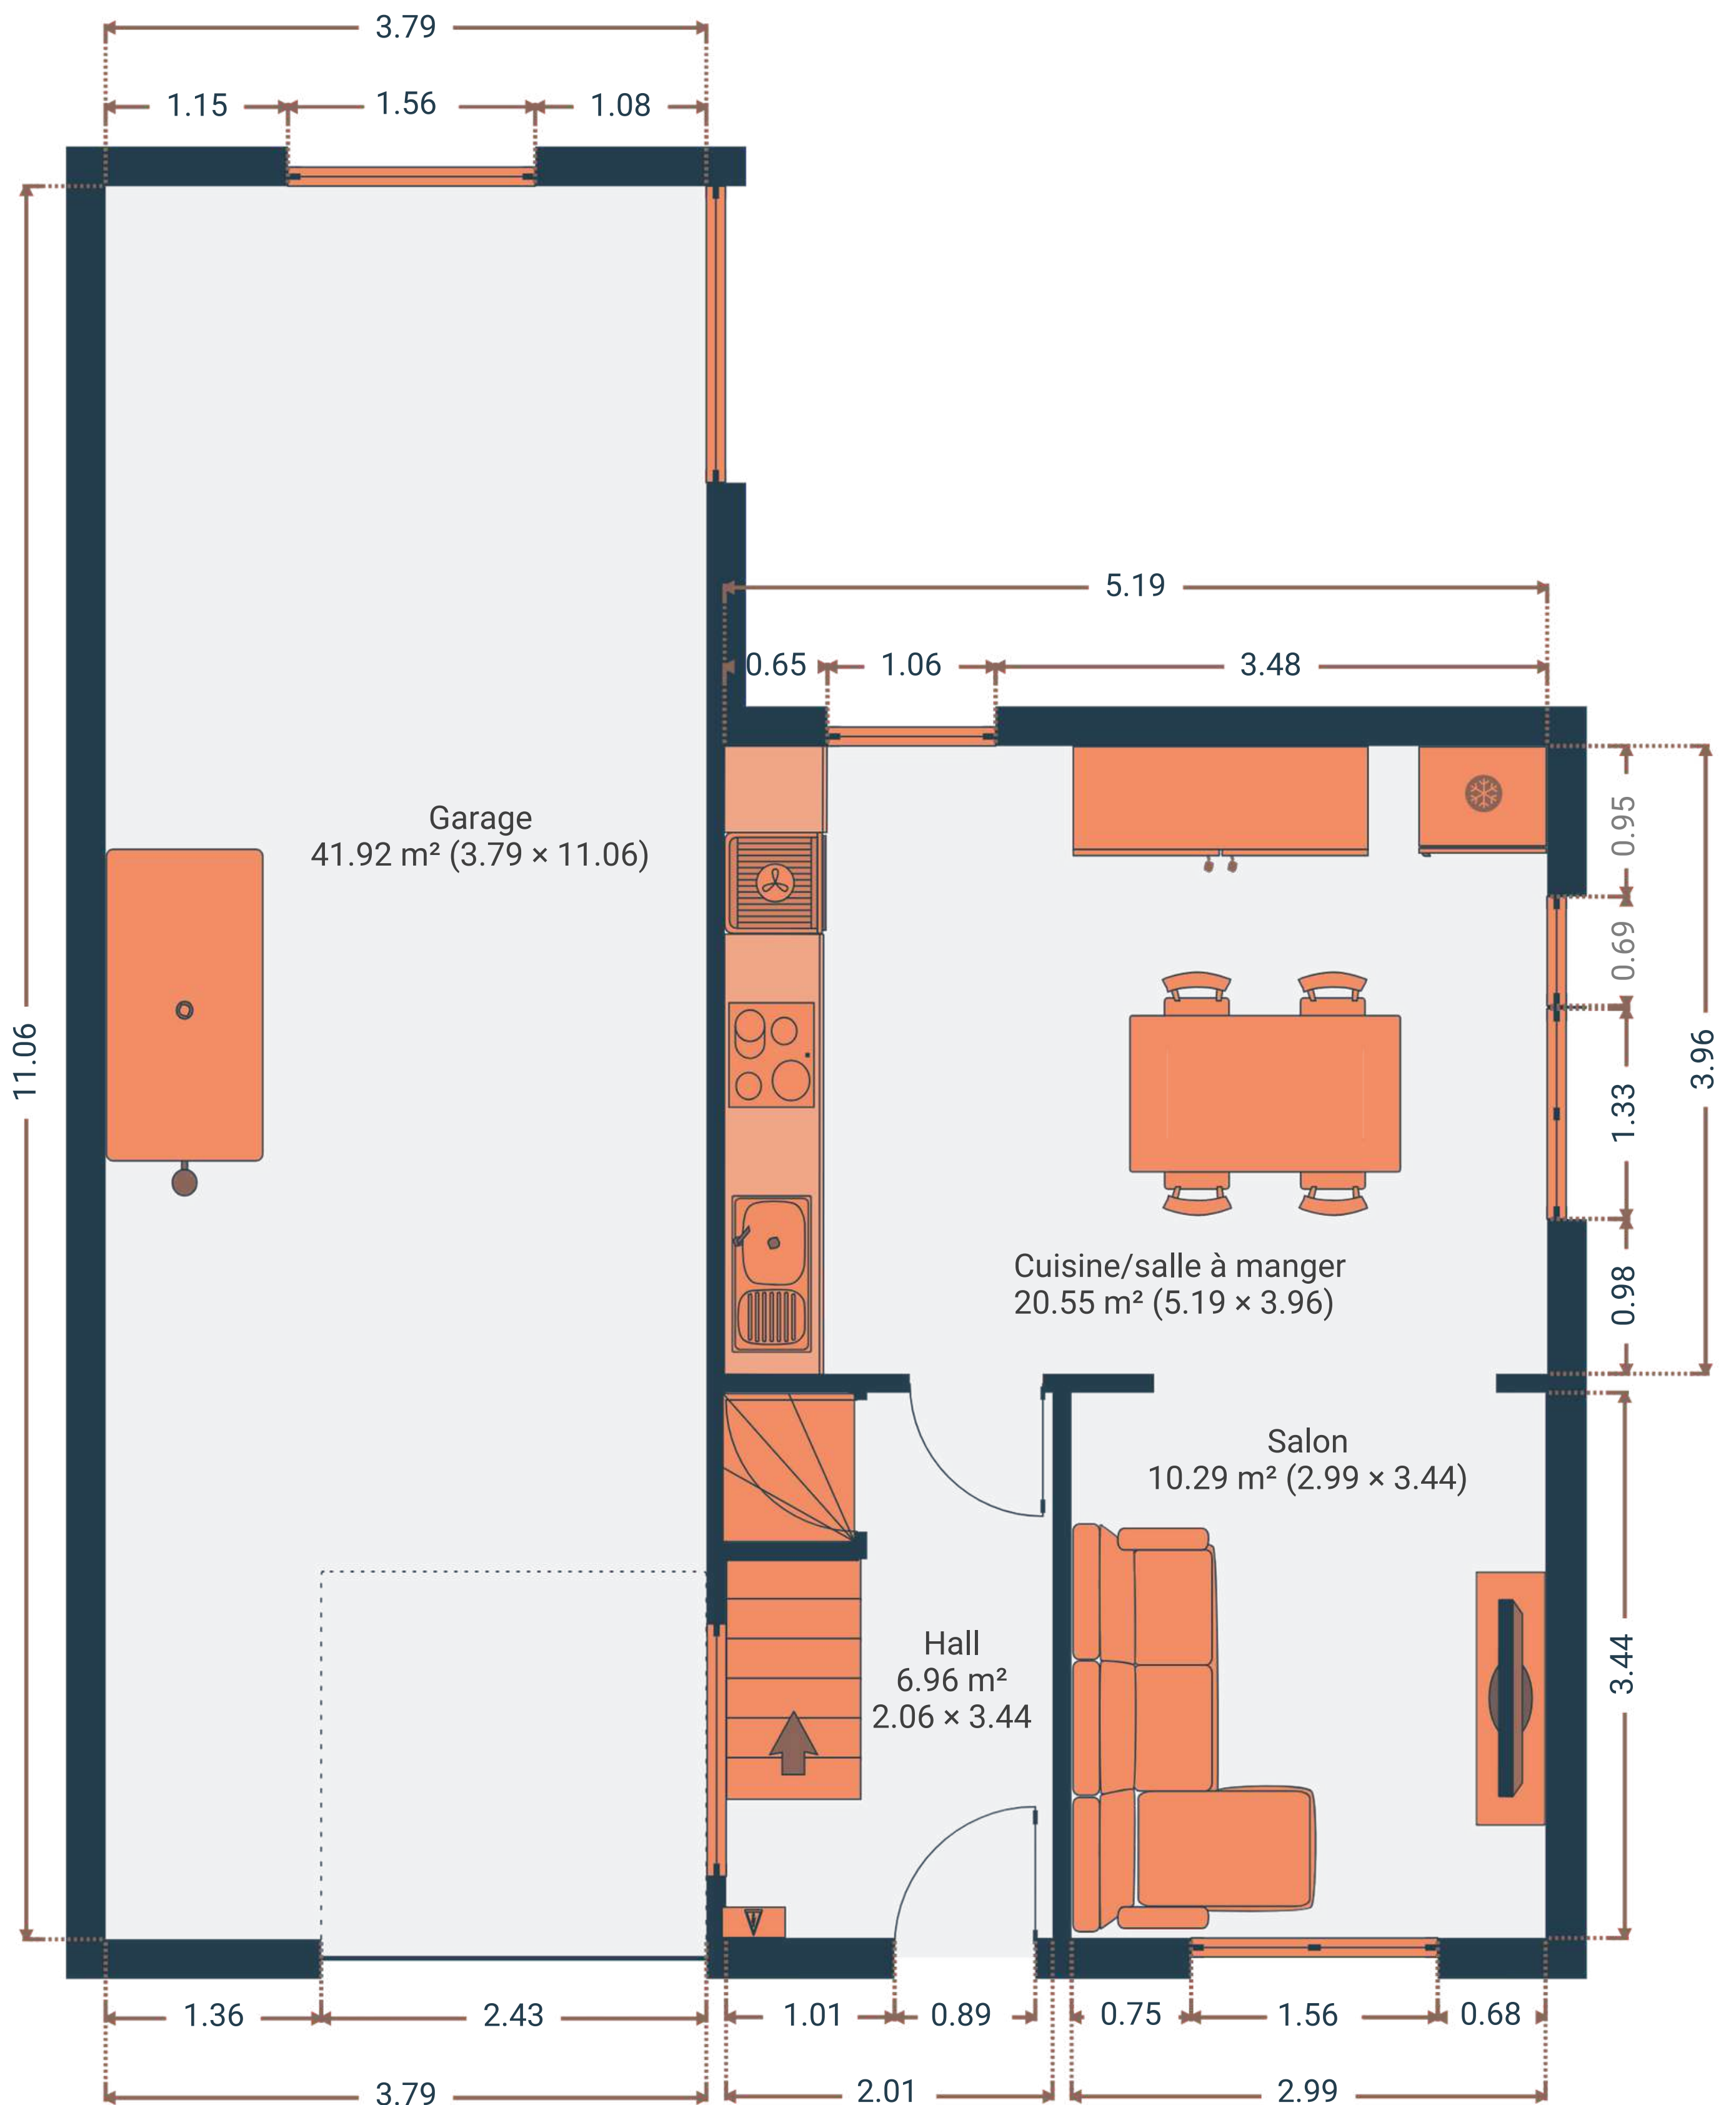 3.79
1.15
1.56
1.08
5.19
0.65
1.06
3.48
Garage
41.92 m² (3.79 × 11.06)
11.06
0.95
0.69
1.33
0.98
3.96
Cuisine/salle à manger
20.55 m² (5.19 × 3.96)
Salon
10.29 m² (2.99 × 3.44)
Hall
6.96 m²
2.06 × 3.44
3.44
1.36
2.43
1.01
0.89
0.75
1.56
0.68
3.79
2.01
2.99